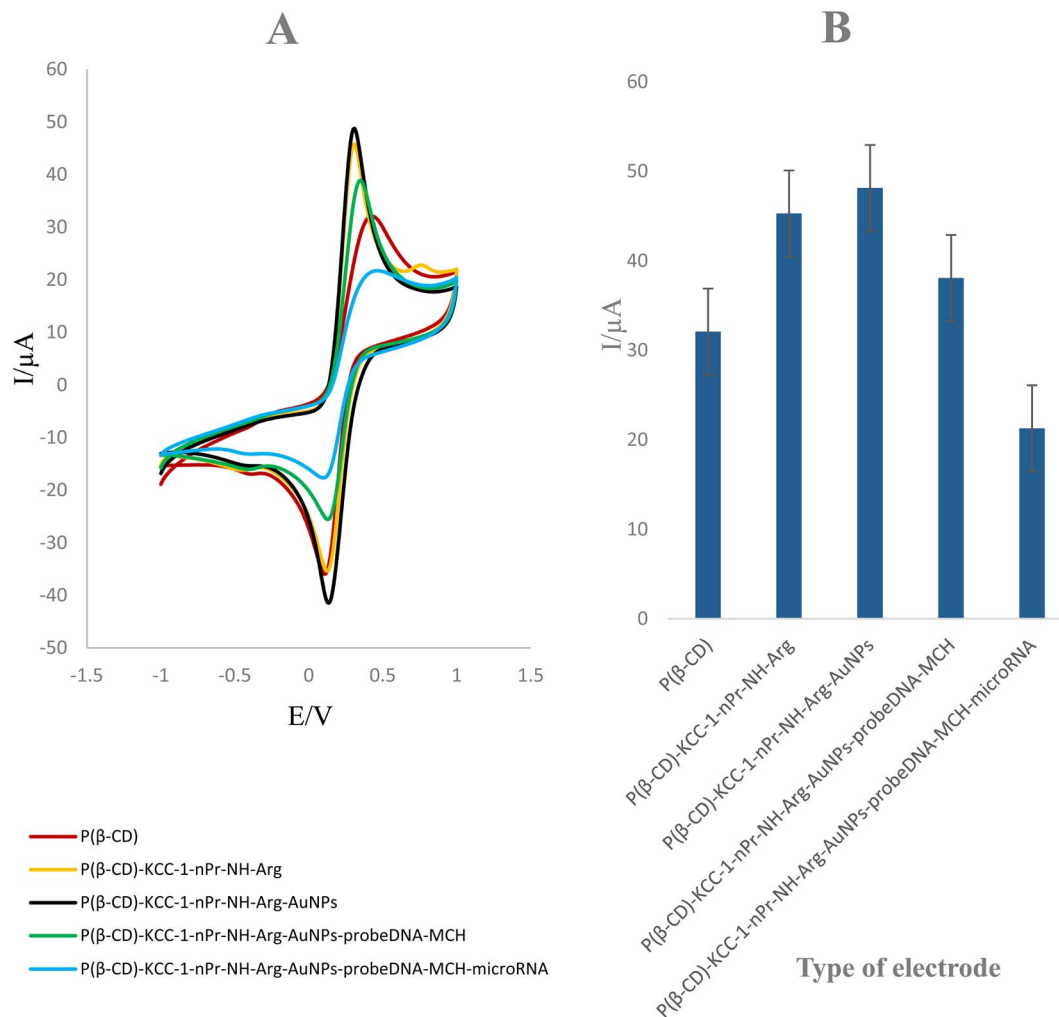 A
60
50
40
30
20
10
0
-10
-20
-30
-40
-50
I/µA
-1.5
-1
-0.5
0
0.5
1
1.5
E/V
P(β-CD)
P(β-CD)-KCC-1-nPr-NH-Arg
P(β-CD)-KCC-1-nPr-NH-Arg-AuNPs
P(β-CD)-KCC-1-nPr-NH-Arg-AuNPs-probeDNA-MCH
P(β-CD)-KCC-1-nPr-NH-Arg-AuNPs-probeDNA-MCH-microRNA
B
60
50
40
30
20
10
0
I/µA
P(β-CD)
P(β-CD)-KCC-1-nPr-NH-Arg
P(β-CD)-KCC-1-nPr-NH-Arg-AuNPs
P(β-CD)-KCC-1-nPr-NH-Arg-AuNPs-probeDNA-MCH
P(β-CD)-KCC-1-nPr-NH-Arg-AuNPs-probeDNA-MCH-microRNA
Type of electrode